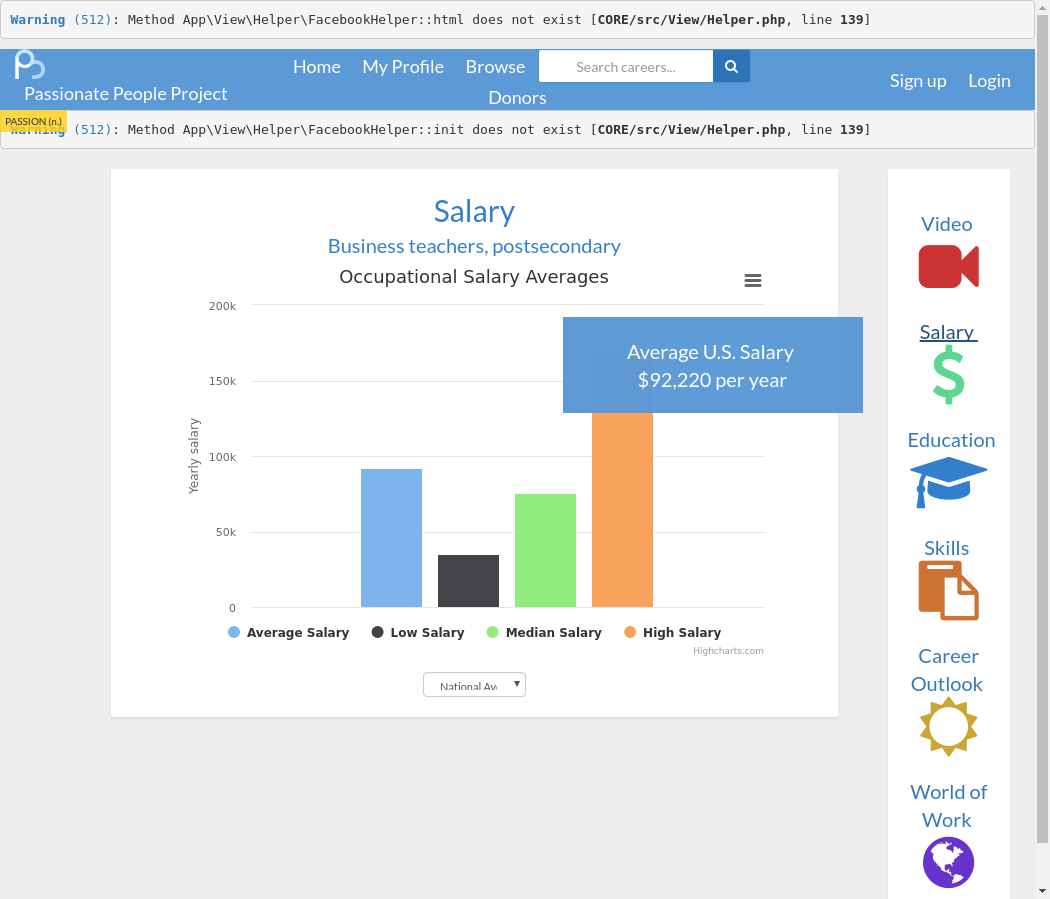 Warning (512): Method App\View\Helper\FacebookHelper::html does not exist [CORE/src/View/Helper.php, line 139]
Passionate People Project
Home My Profile Browse Search careers...
Donors
Sign up Login
PASSION (n.)
Warning (512): Method App\View\Helper\FacebookHelper::init does not exist [CORE/src/View/Helper.php, line 139]
Salary
Business teachers, postsecondary
Occupational Salary Averages
Average U.S. Salary
$92,220 per year
Yearly salary
200k
150k
100k
50k
0
Average Salary Low Salary Median Salary High Salary
Highcharts.com
National Av
Video
Salary
Education
Skills
Career
Outlook
World of
Work